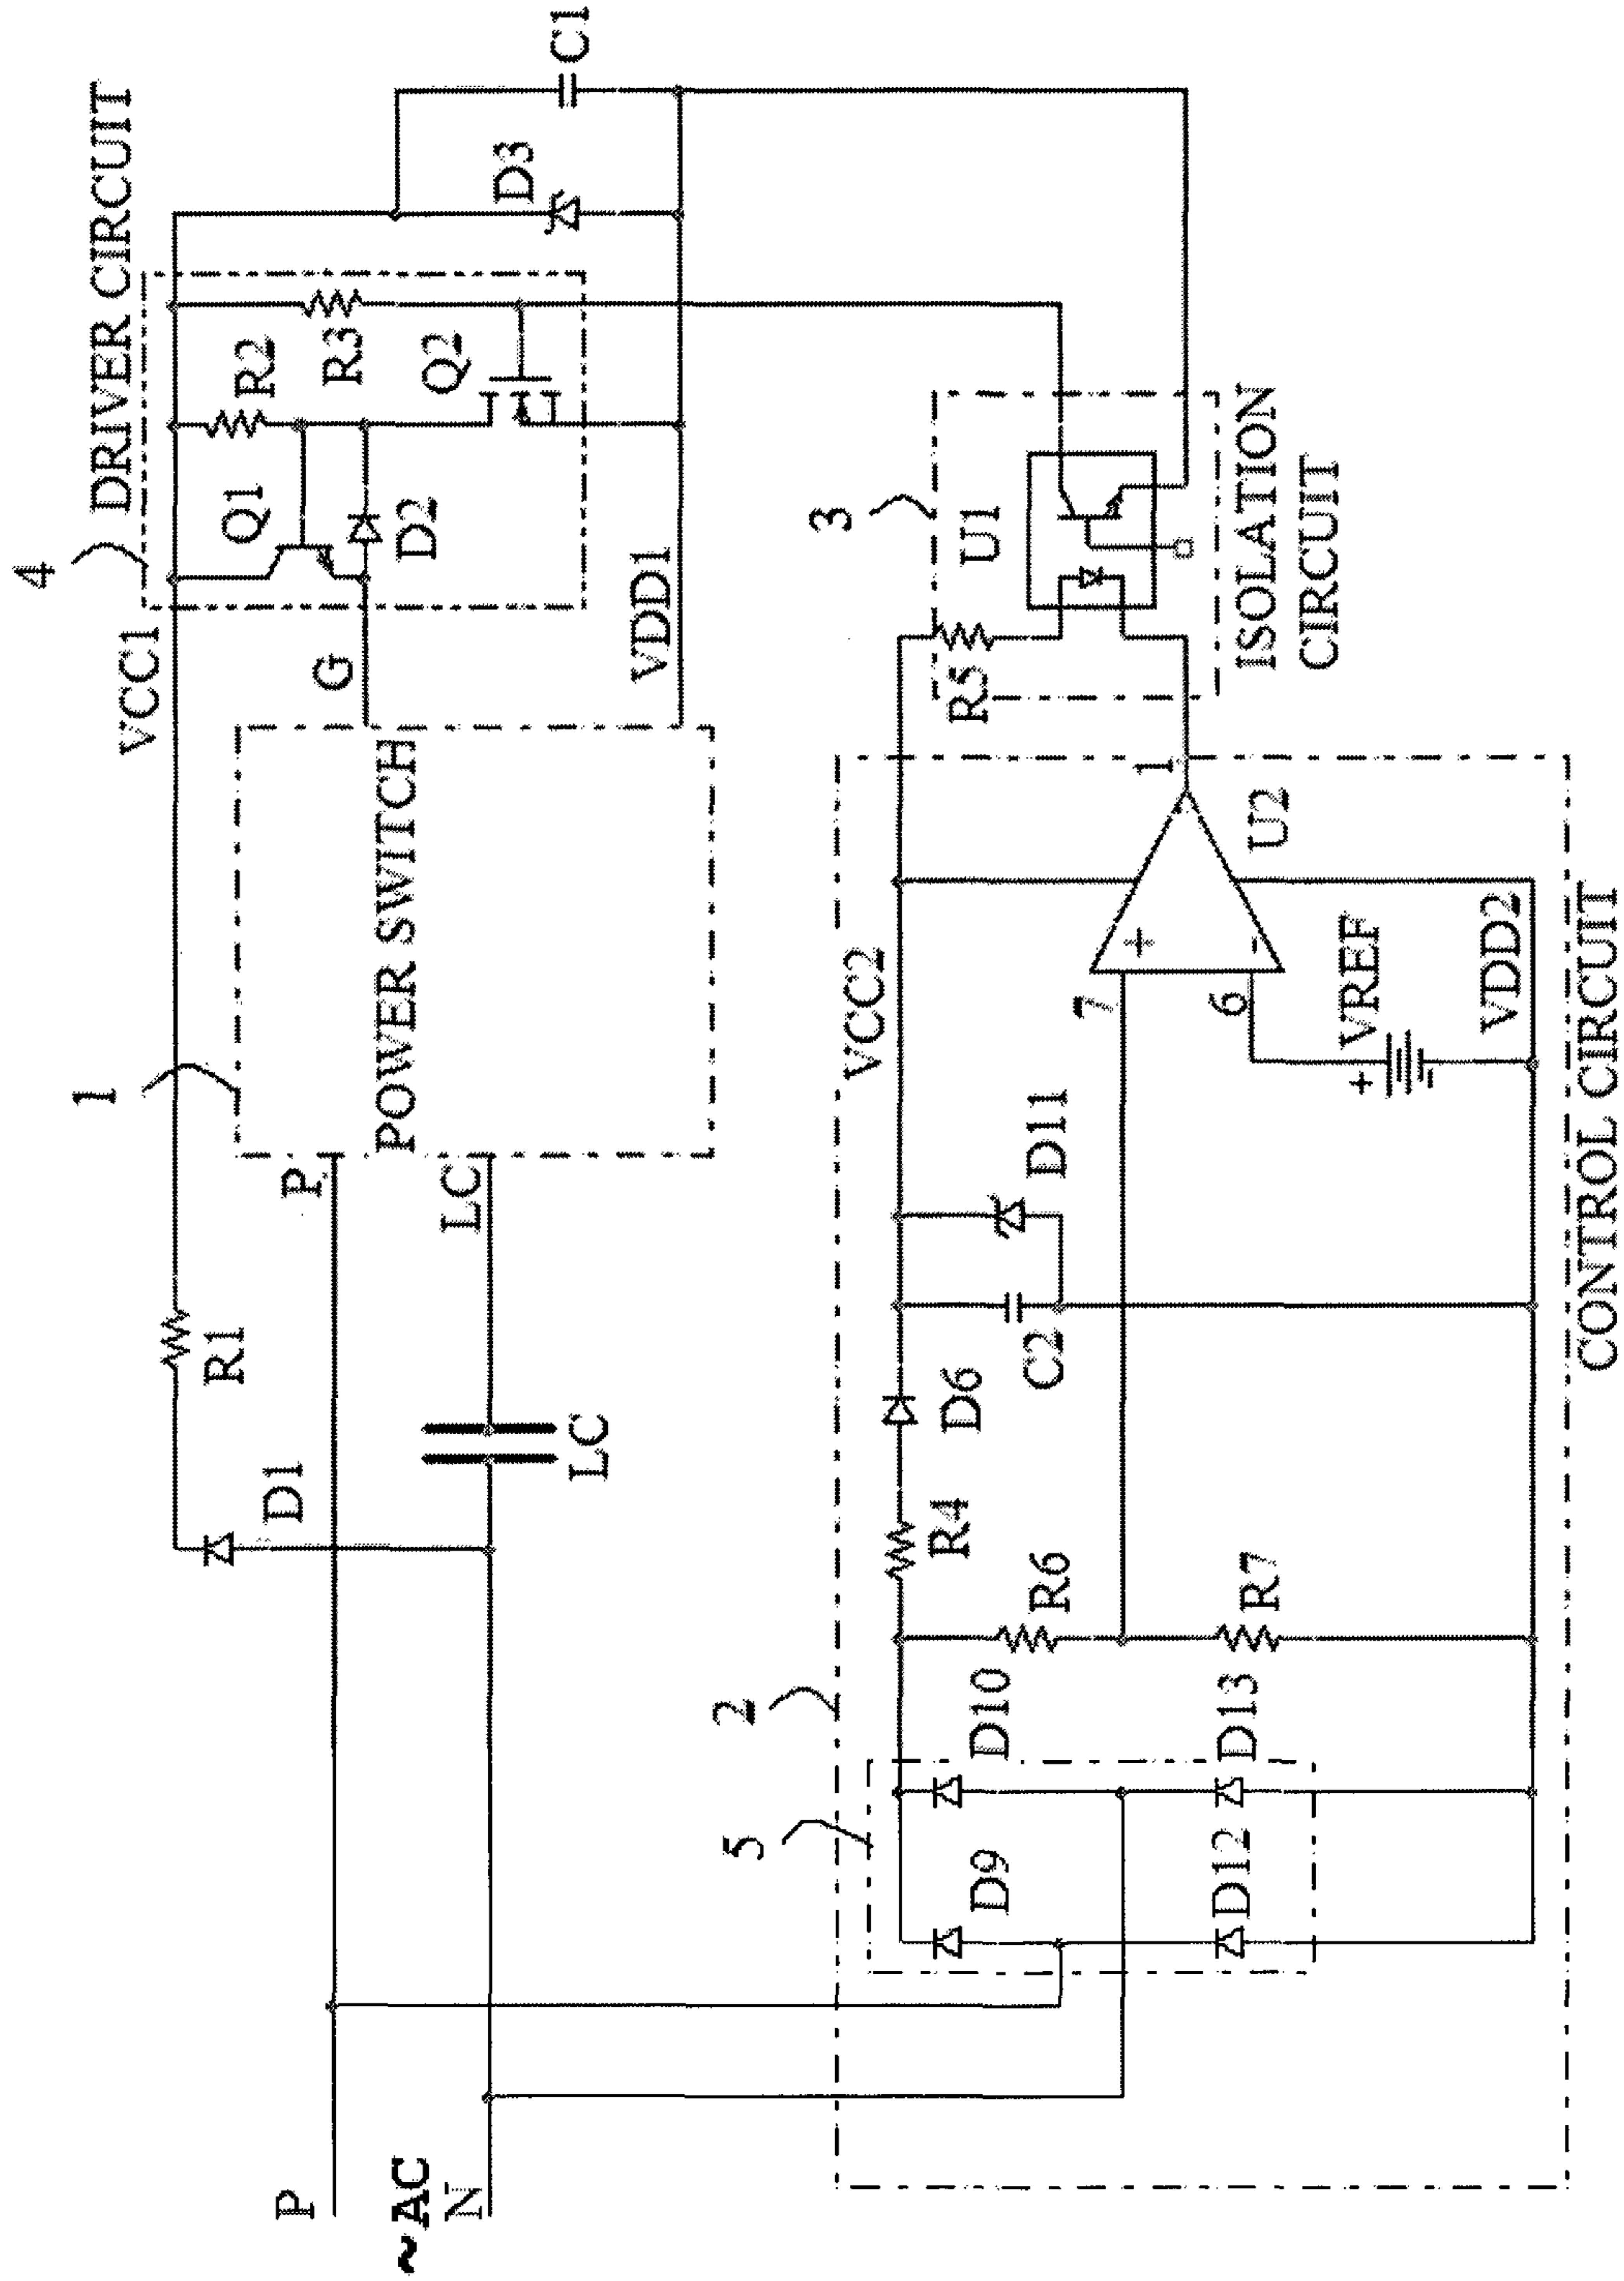 DRIVER CIRCUIT
4
VCC1
R2
R3
Q1
Q2
D2
D3
C1
G
VDD1
1
POWER SWITCH
P
LC
R1
D1
LC
P
~AC
N
3
U1
R5
ISOLATION
CIRCUIT
2
VCC2
1
U2
+
-
7
6
VREF
+
VDD2
D11
C2
D6
R4
R6
R7
5
D10
D13
D9
D12
CONTROL CIRCUIT